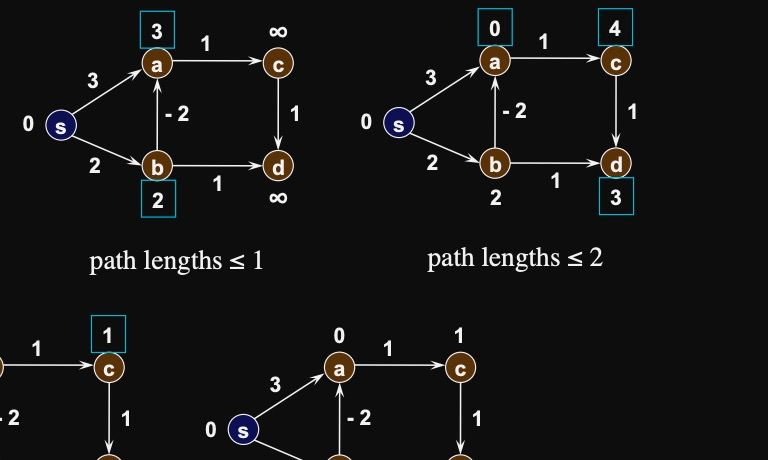 3 ∞ 0 4
a 1 c a 1 c
3 3
0 s - 2 1 0 s - 2 1
2 2
b 1 d b 1 d
2 ∞ 2 3
path lengths ≤ 1 path lengths ≤ 2
1 0 1
1 c a 1 c
3
- 2 1 0 s - 2 1